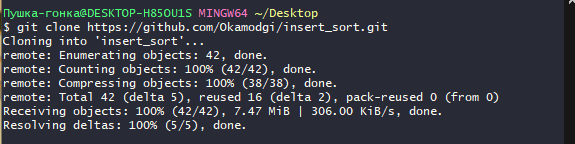 Пушка-гонка@DESKTOP-H85OU1S MINGW64 ~/Desktop
$ git clone https://github.com/Okamodgi/insert_sort.git
Cloning into 'insert_sort'...
remote: Enumerating objects: 42, done.
remote: Counting objects: 100% (42/42), done.
remote: Compressing objects: 100% (38/38), done.
remote: Total 42 (delta 5), reused 16 (delta 2), pack-reused 0 (from 0)
Receiving objects: 100% (42/42), 7.47 MiB | 306.00 KiB/s, done.
Resolving deltas: 100% (5/5), done.